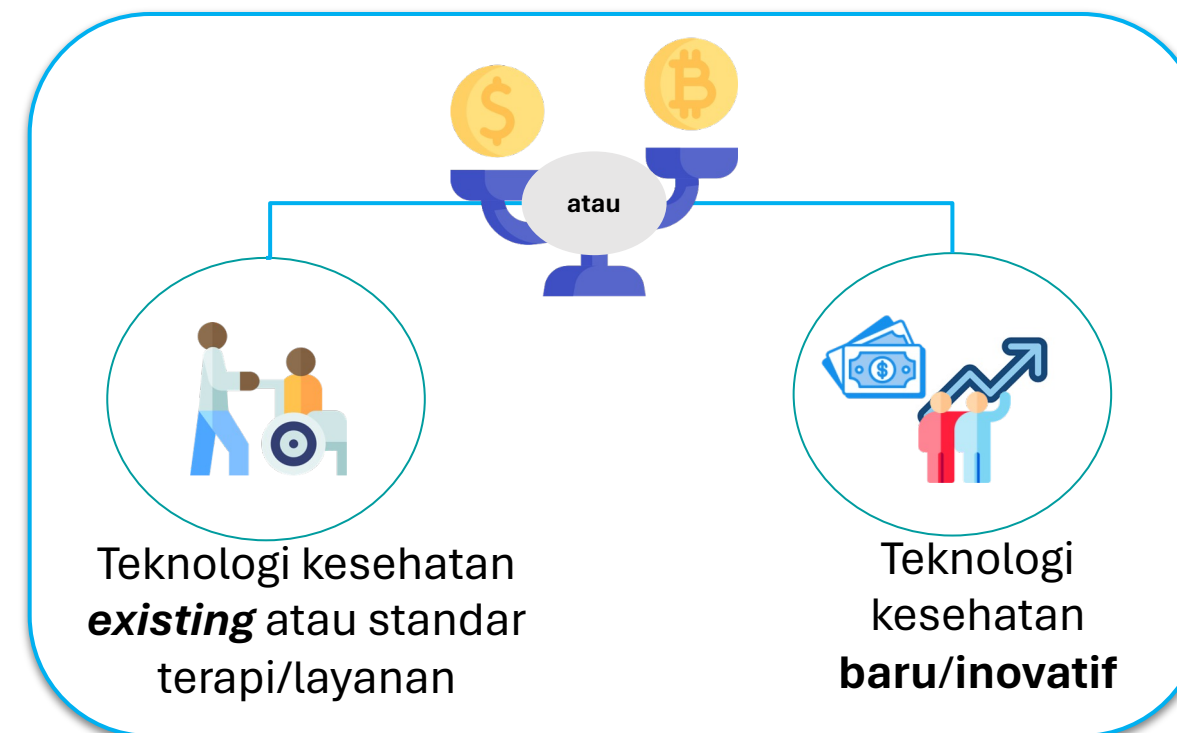 atau
Teknologi kesehatan
existing atau standar
terapi/layanan
Teknologi
kesehatan
baru/inovatif